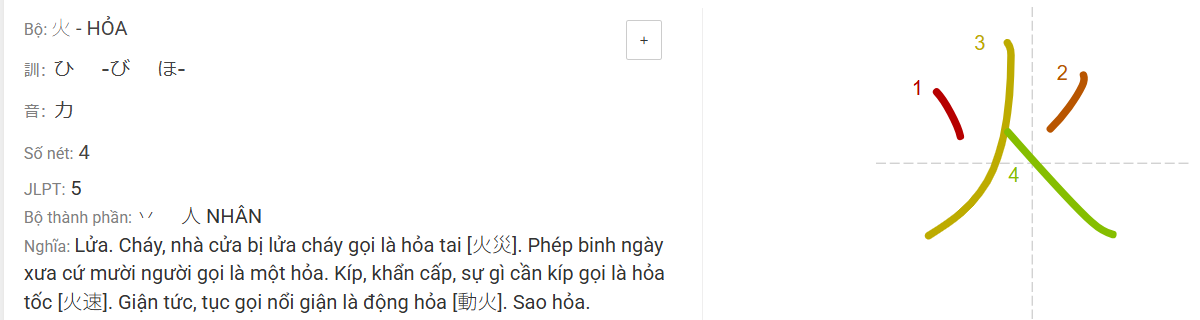 Bộ: 火 - HỎA
+
訓: ひ -び ほ-
音: カ
Số nét: 4
JLPT: 5
Bộ thành phần: 丷 人 NHÂN
Nghĩa: Lửa. Cháy, nhà cửa bị lửa cháy gọi là hỏa tai [火災]. Phép binh ngày
xưa cứ mười người gọi là một hỏa. Kíp, khẩn cấp, sự gì cần kíp gọi là hỏa
tốc [火速]. Giận tức, tục gọi nổi giận là động hỏa [動火]. Sao hỏa.
火
1
3
2
4